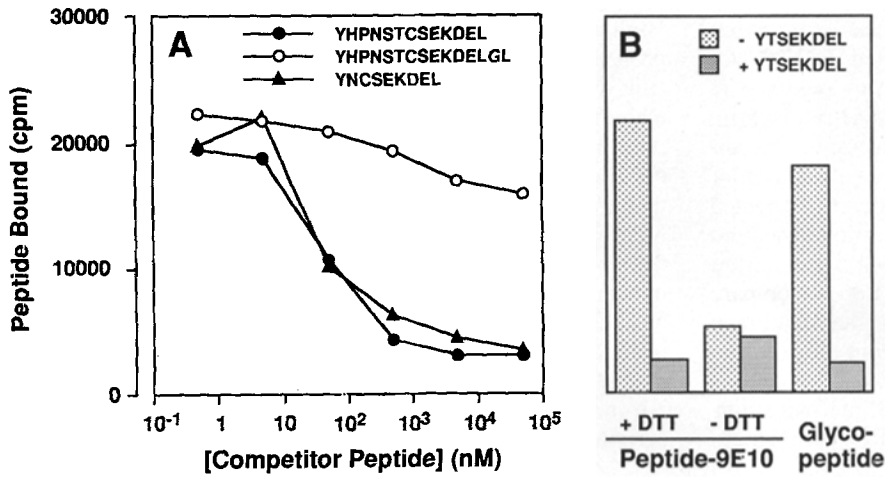 A
YHPNSTCSEKDEL
YHPNSTCSEKDELGL
YNCSEKDEL
30000
20000
10000
0
Peptide Bound (cpm)
10-1
1
10
10²
10³
10⁴
10⁵
[Competitor Peptide] (nM)
B
- YTSEKDEL
+ YTSEKDEL
+ DTT
- DTT
Peptide-9E10
Glyco-
peptide